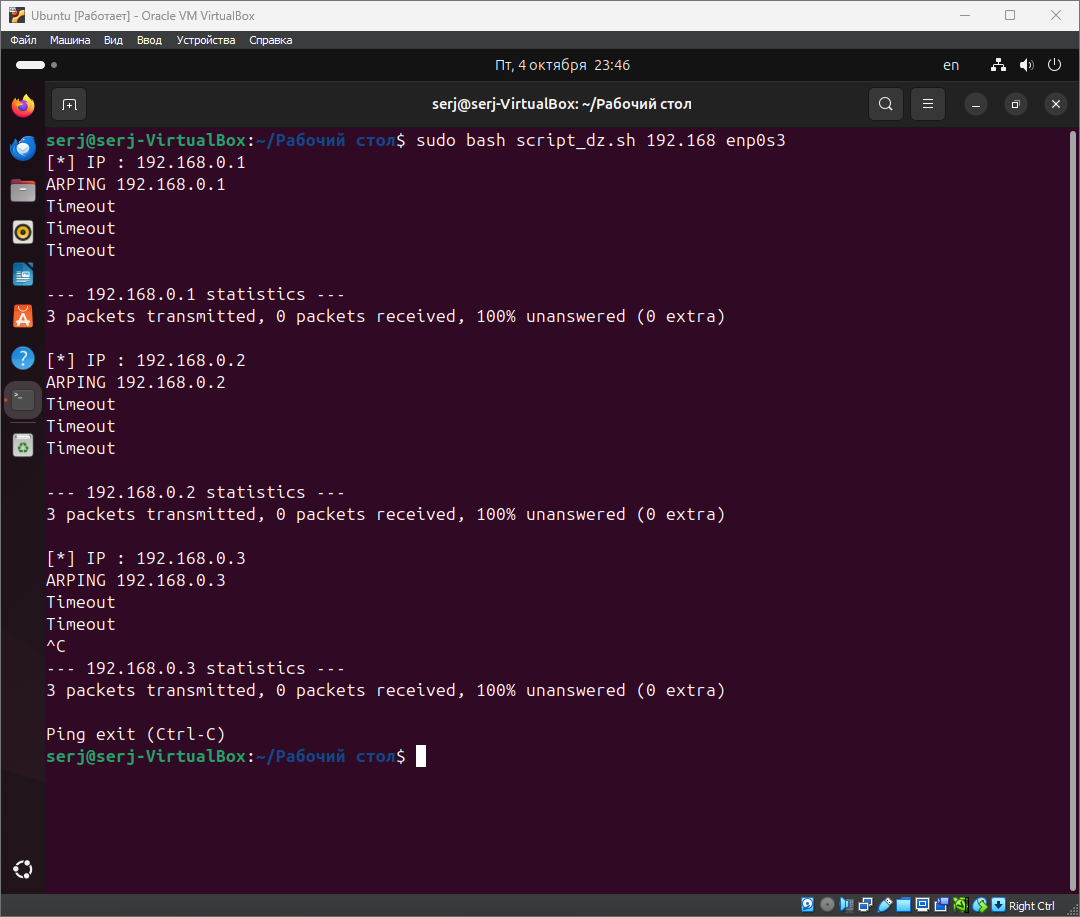 Ubuntu [Работает] - Oracle VM VirtualBox
Файл Машина Вид Ввод Устройства Справка
Пт, 4 октября 23:46 en
serj@serj-VirtualBox: ~/Рабочий стол
serj@serj-VirtualBox:~/Рабочий стол$ sudo bash script_dz.sh 192.168 enp0s3
[*] IP : 192.168.0.1
ARPING 192.168.0.1
Timeout
Timeout
Timeout
--- 192.168.0.1 statistics ---
3 packets transmitted, 0 packets received, 100% unanswered (0 extra)
[*] IP : 192.168.0.2
ARPING 192.168.0.2
Timeout
Timeout
Timeout
--- 192.168.0.2 statistics ---
3 packets transmitted, 0 packets received, 100% unanswered (0 extra)
[*] IP : 192.168.0.3
ARPING 192.168.0.3
Timeout
Timeout
^C
--- 192.168.0.3 statistics ---
3 packets transmitted, 0 packets received, 100% unanswered (0 extra)
Ping exit (Ctrl-C)
serj@serj-VirtualBox:~/Рабочий стол$
Right Ctrl